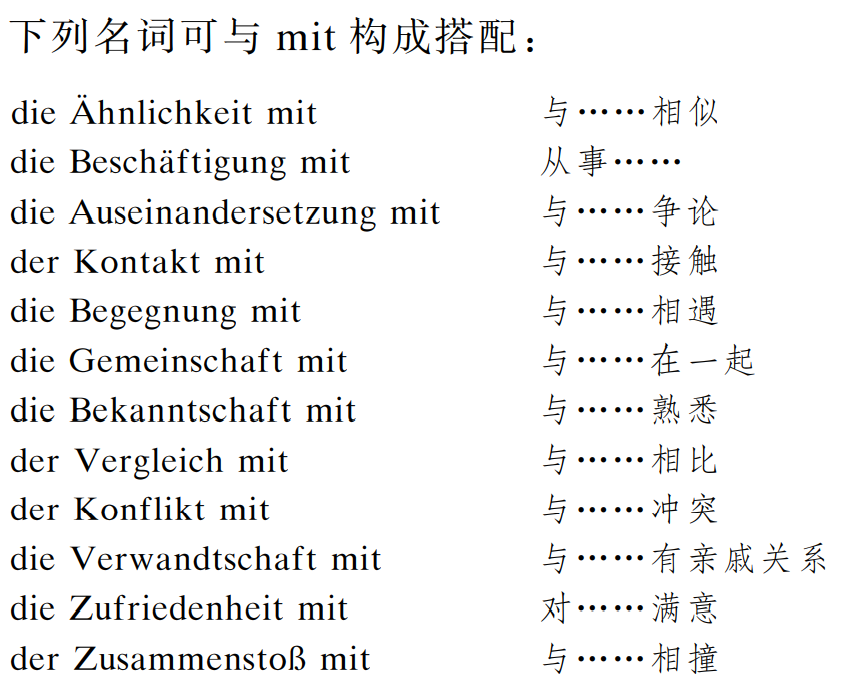 下列名词可与 mit 构成搭配：
die Ähnlichkeit mit 与……相似
die Beschäftigung mit 从事……
die Auseinandersetzung mit 与……争论
der Kontakt mit 与……接触
die Begegnung mit 与……相遇
die Gemeinschaft mit 与……在一起
die Bekanntschaft mit 与……熟悉
der Vergleich mit 与……相比
der Konflikt mit 与……冲突
die Verwandtschaft mit 与……有亲戚关系
die Zufriedenheit mit 对……满意
der Zusammenstoß mit 与……相撞